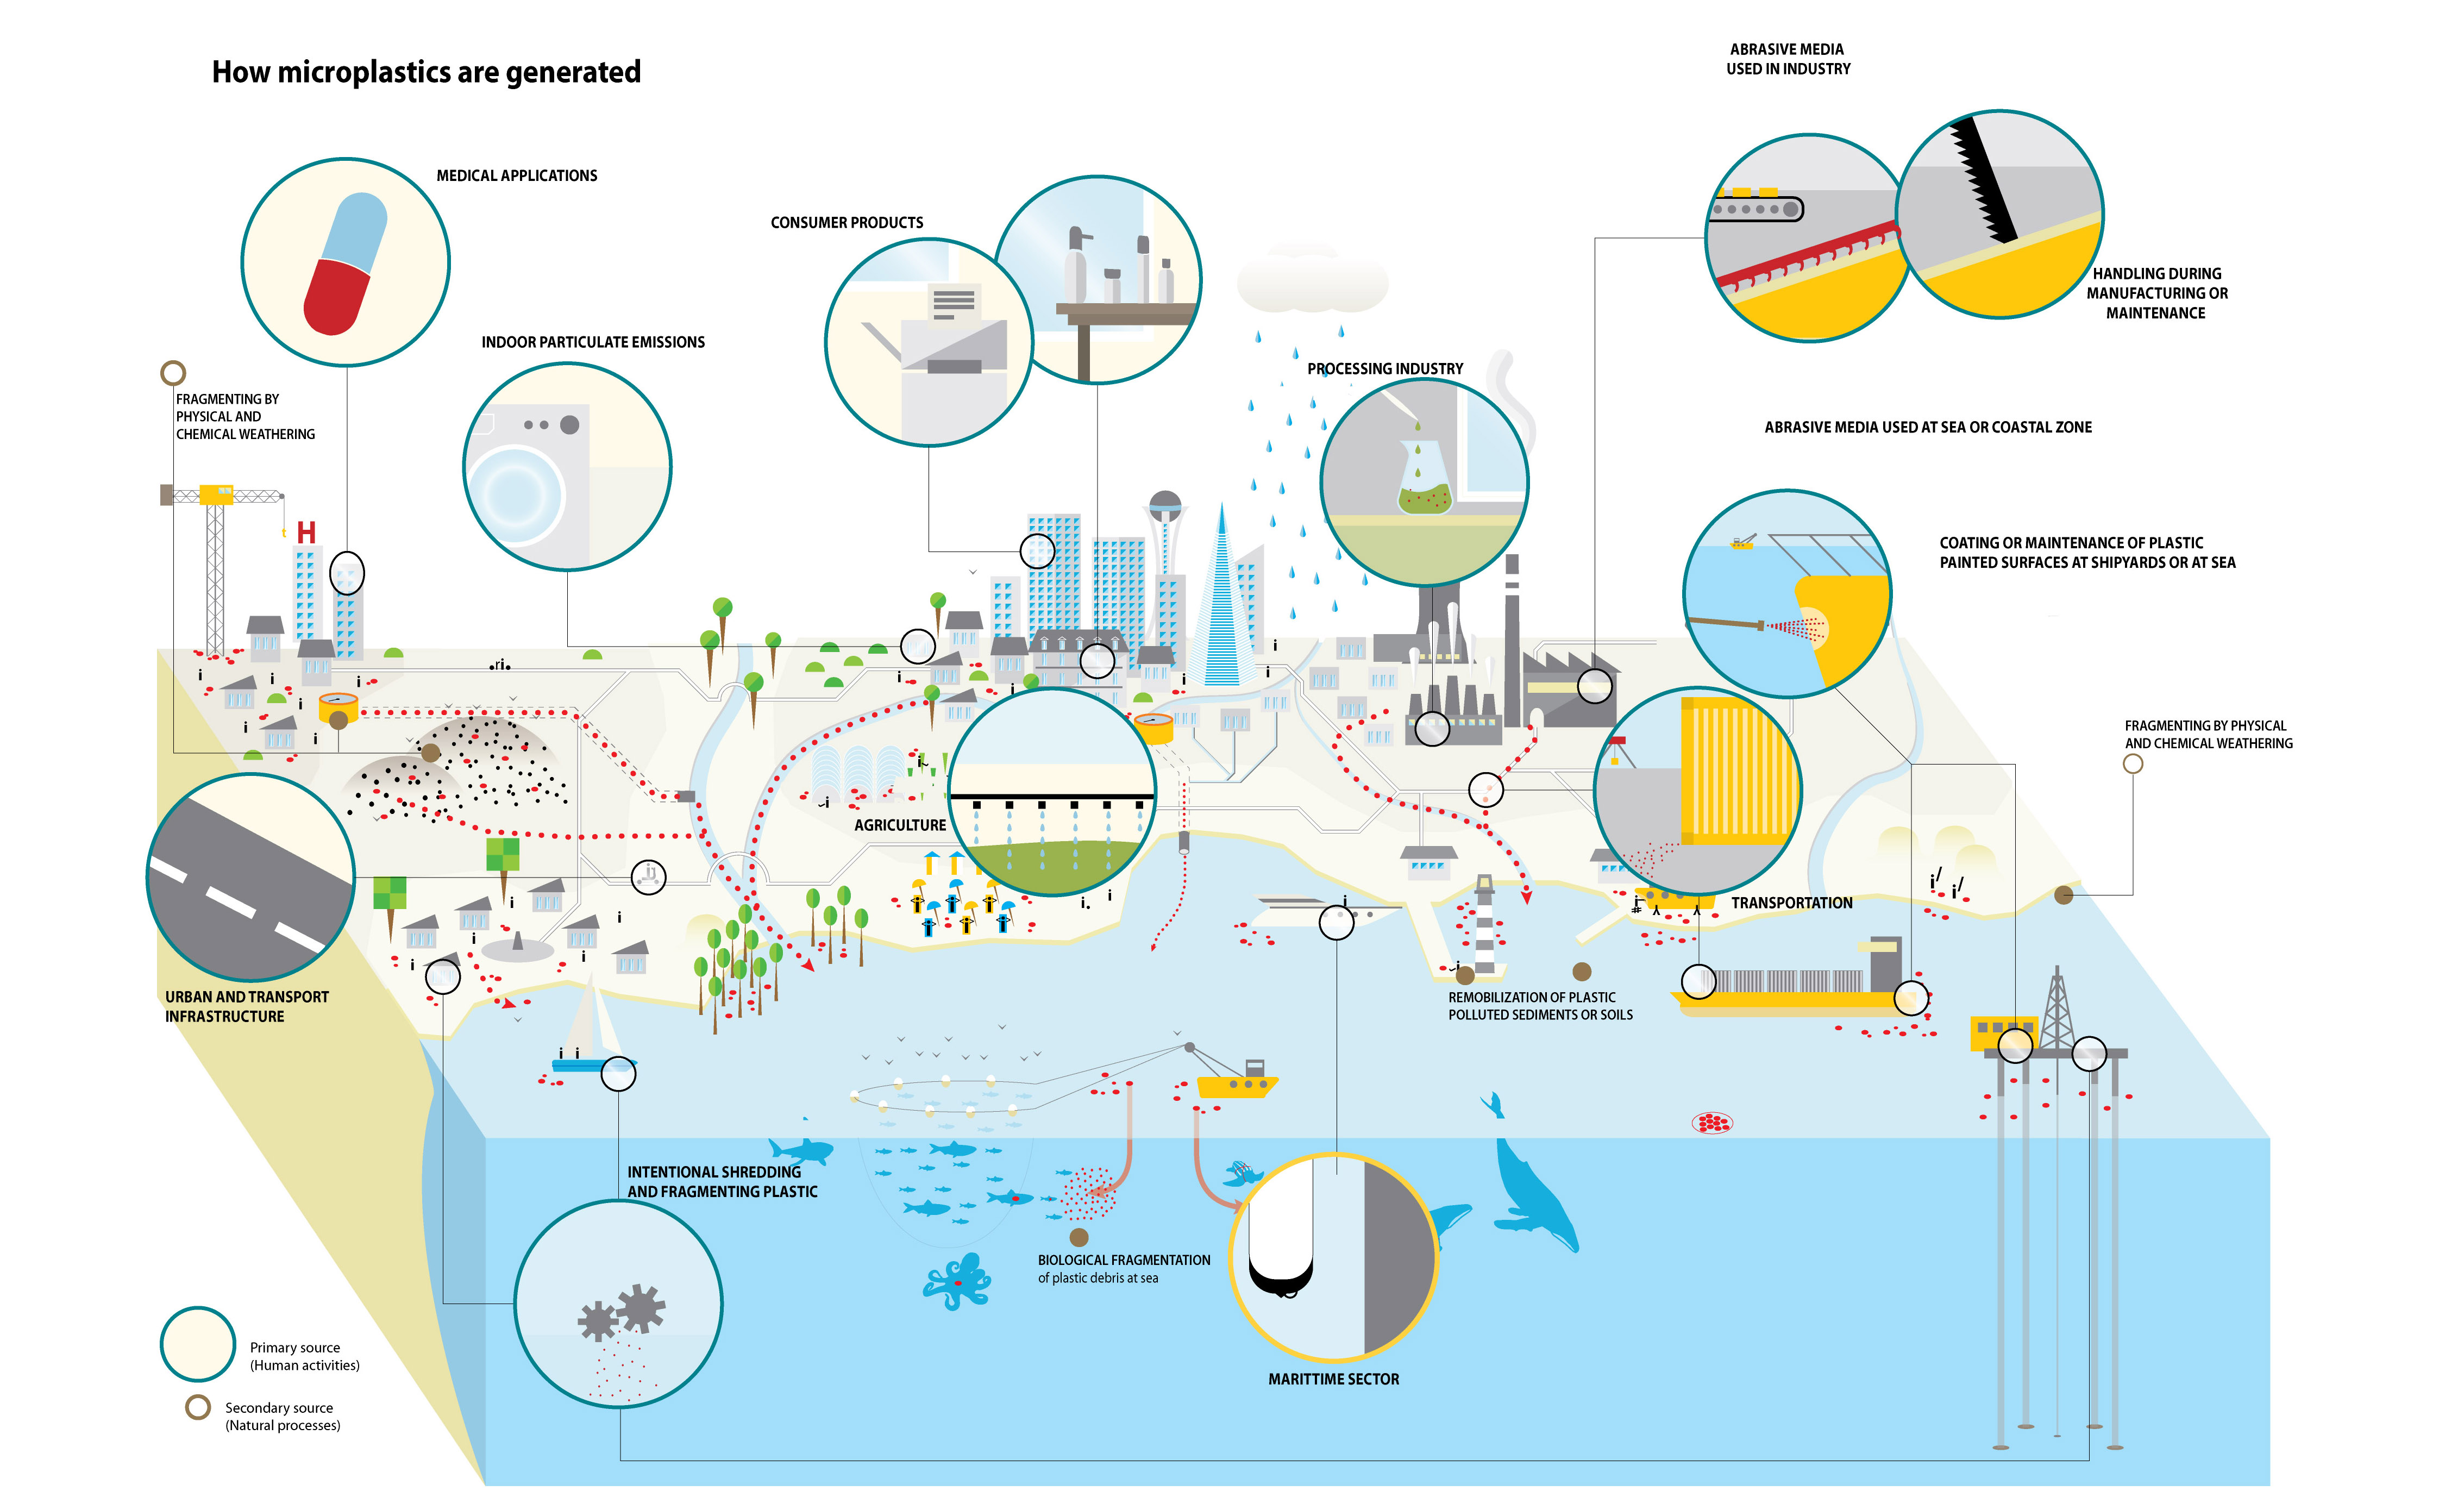 How microplastics are generated
ABRASIVE MEDIA
USED IN INDUSTRY
MEDICAL APPLICATIONS
CONSUMER PRODUCTS
HANDLING DURING
MANUFACTURING OR
MAINTENANCE
INDOOR PARTICULATE EMISSIONS
PROCESSING INDUSTRY
FRAGMENTING BY
PHYSICAL AND
CHEMICAL WEATHERING
ABRASIVE MEDIA USED AT SEA OR COASTAL ZONE
H
COATING OR MAINTENANCE OF PLASTIC
PAINTED SURFACES AT SHIPYARDS OR AT SEA
FRAGMENTING BY PHYSICAL
AND CHEMICAL WEATHERING
AGRICULTURE
TRANSPORTATION
URBAN AND TRANSPORT
INFRASTRUCTURE
REMOBILIZATION OF PLASTIC
POLLUTED SEDIMENTS OR SOILS
INTENTIONAL SHREDDING
AND FRAGMENTING PLASTIC
BIOLOGICAL FRAGMENTATION
of plastic debris at sea
MARITTIME SECTOR
Primary source
(Human activities)
Secondary source
(Natural processes)